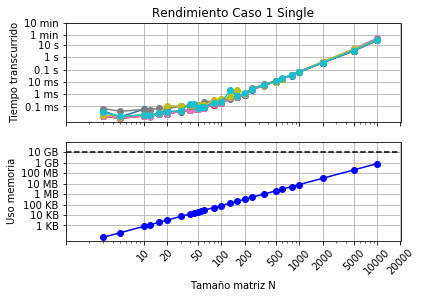 Rendimiento Caso 1 Single
Tiempo transcurrido
10 min
1 min
10 s
1 s
0.1 s
10 ms
1 ms
0.1 ms
Uso memoria
10 GB
1 GB
100 MB
10 MB
1 MB
100 KB
10 KB
1 KB
10
20
50
100
200
500
1000
2000
5000
10000
20000
Tamaño matriz N